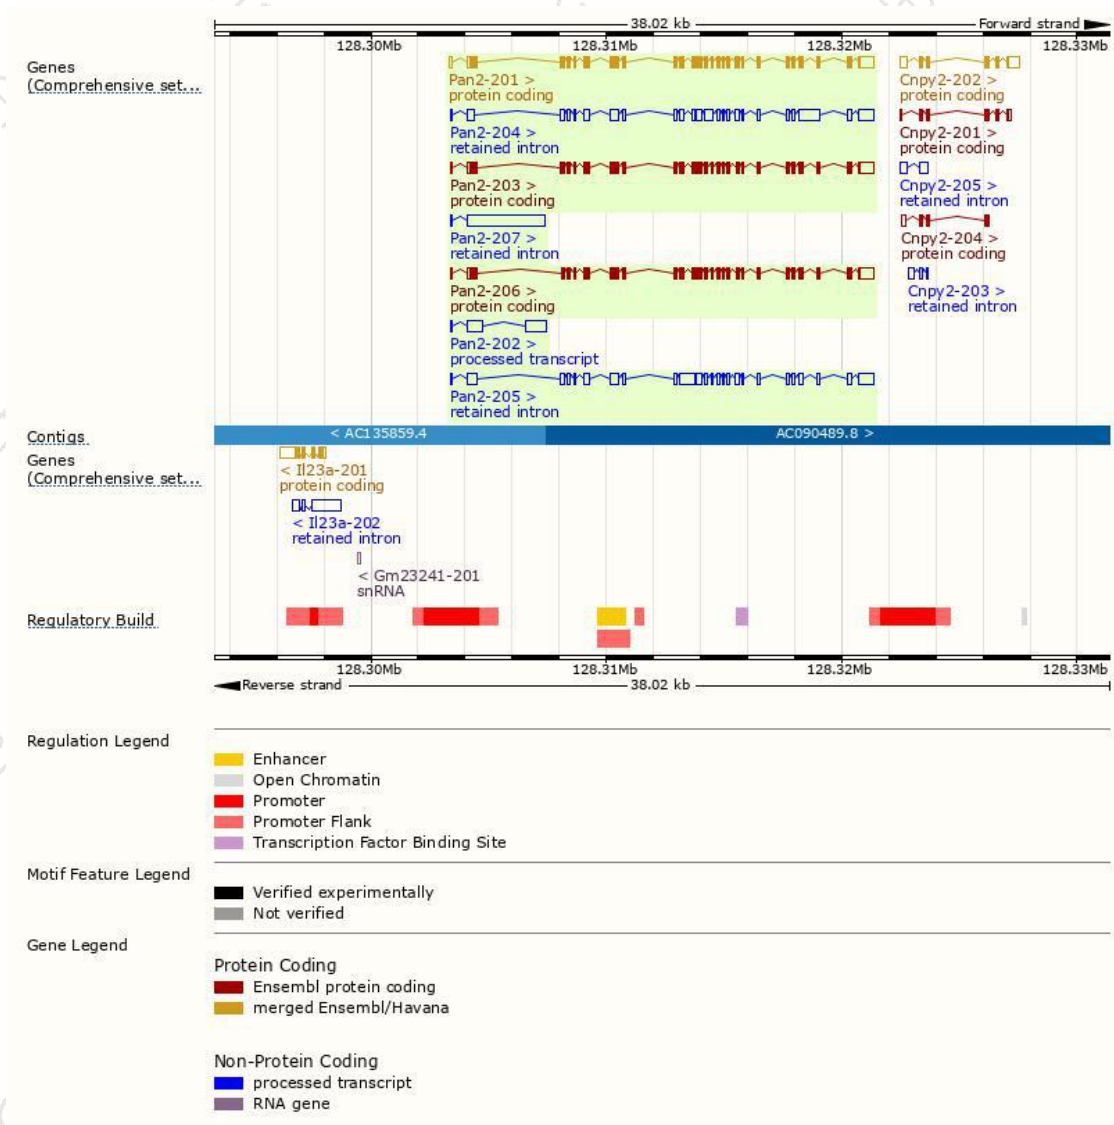 38.02 kb Forward strand
128.30Mb 128.31Mb 128.32Mb 128.33Mb
Genes
(Comprehensive set...
Pan2-201 > Cnpy2-202 >
protein coding protein coding
Pan2-204 > Cnpy2-201 >
retained intron protein coding
Pan2-203 > Cnpy2-205 >
protein coding retained intron
Pan2-207 > Cnpy2-204 >
retained intron protein coding
Pan2-206 > Cnpy2-203 >
protein coding retained intron
Pan2-202 >
processed transcript
Pan2-205 >
retained intron
Contigs < AC135859.4 AC090489.8 >
Genes
(Comprehensive set...
< Il23a-201
protein coding
< Il23a-202
retained intron
< Gm23241-201
snRNA
Regulatory Build
128.30Mb 128.31Mb 128.32Mb 128.33Mb
Reverse strand 38.02 kb
Regulation Legend
Enhancer
Open Chromatin
Promoter
Promoter Flank
Transcription Factor Binding Site
Motif Feature Legend
Verified experimentally
Not verified
Gene Legend
Protein Coding
Ensembl protein coding
merged Ensembl/Havana
Non-Protein Coding
processed transcript
RNA gene